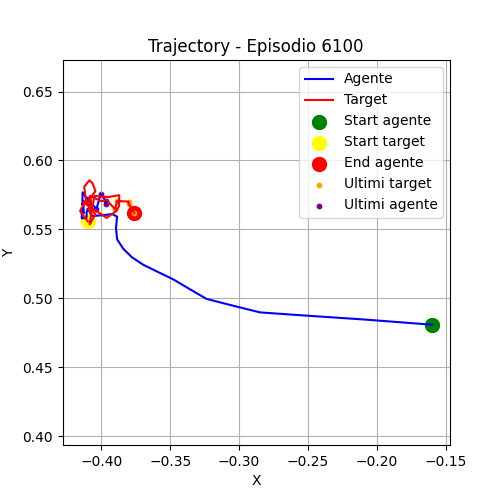 Trajectory - Episodio 6100
Agente
Target
Start agente
Start target
End agente
Ultimi target
Ultimi agente
0.65
0.60
0.55
0.50
0.45
0.40
Y
−0.40
−0.35
−0.30
−0.25
−0.20
−0.15
X